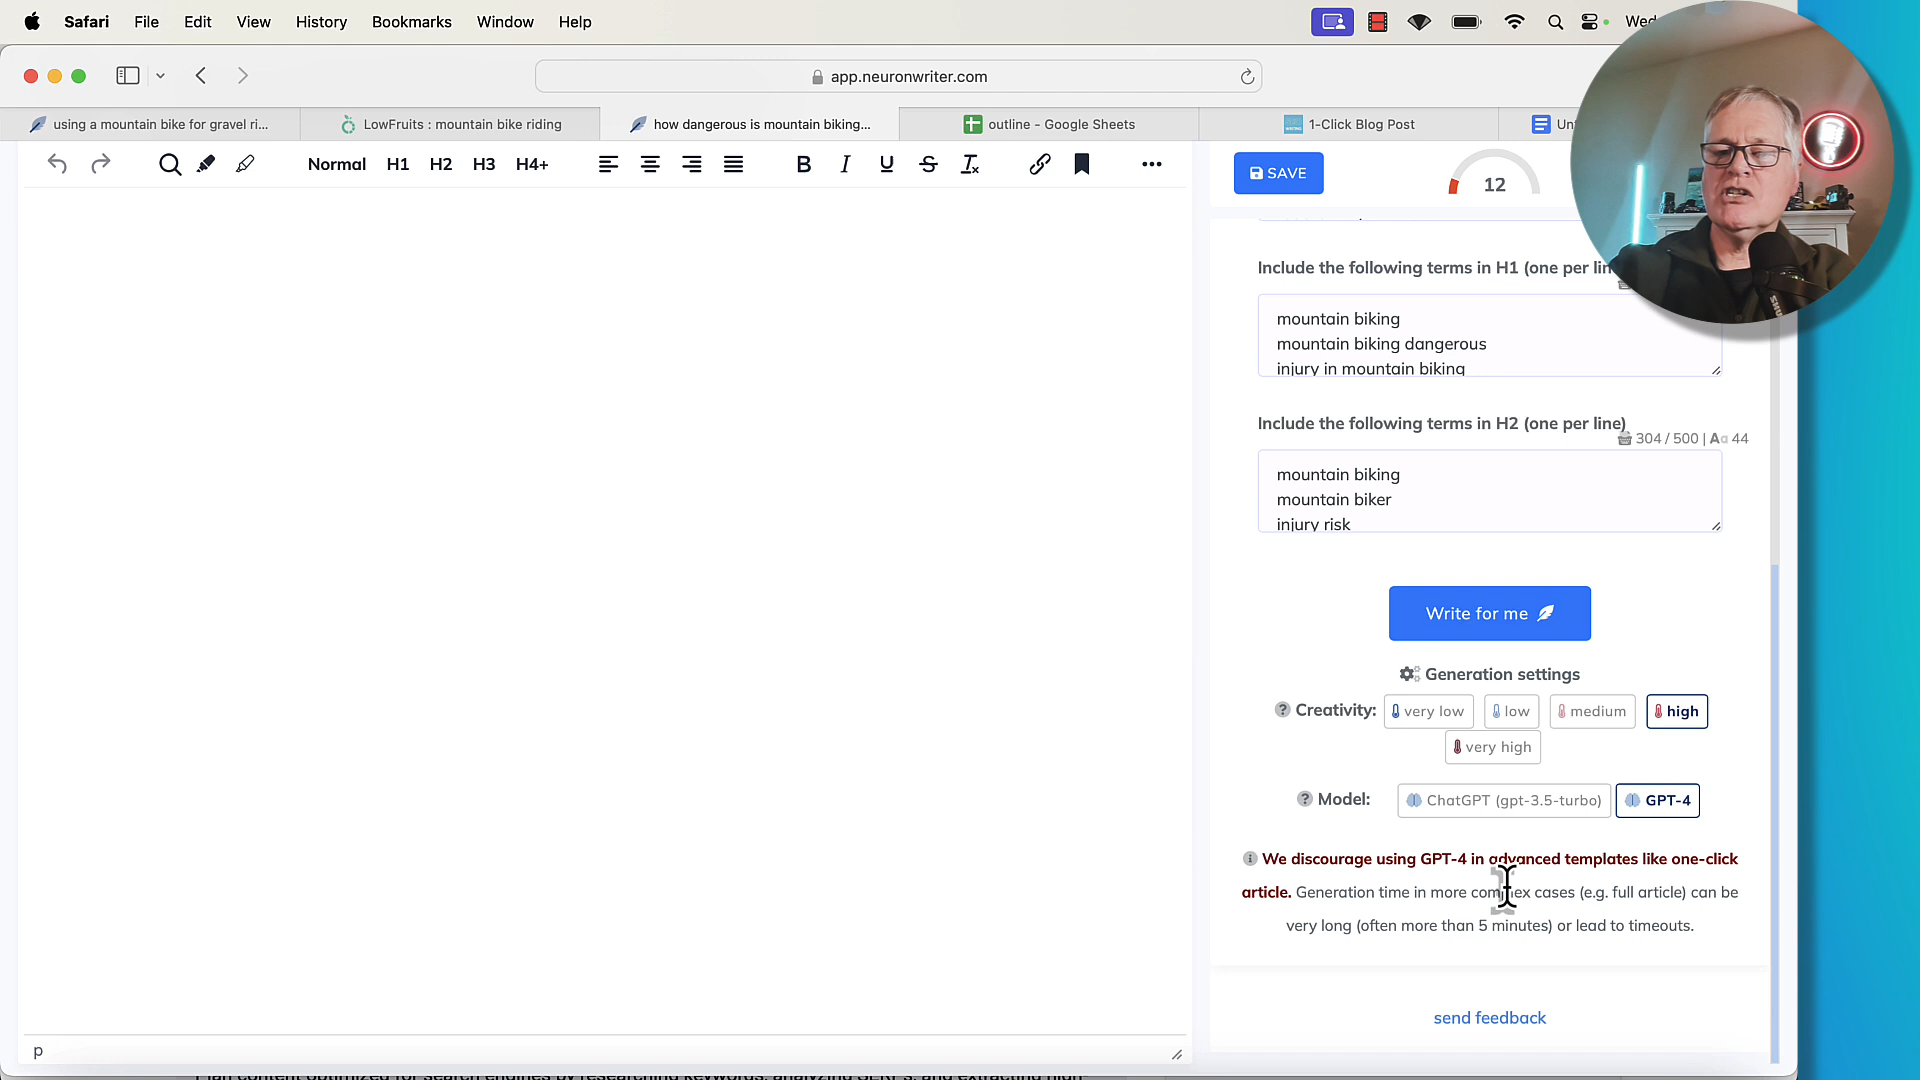 Safari File Edit View History Bookmarks Window Help
app.neuronwriter.com
using a mountain bike for gravel ri...
LowFruits : mountain bike riding
how dangerous is mountain biking...
outline - Google Sheets
1-Click Blog Post
Normal H1 H2 H3 H4+ B I U S
SAVE
12
Include the following terms in H1 (one per
mountain biking
mountain biking dangerous
injury in mountain biking
Include the following terms in H2 (one per line)
304 / 500 | Aa 44
mountain biking
mountain biker
injury risk
Write for me
Generation settings
Creativity: very low low medium high
very high
Model: ChatGPT (gpt-3.5-turbo) GPT-4
We discourage using GPT-4 in advanced templates like one-click
article. Generation time in more complex cases (e.g. full article) can be
very long (often more than 5 minutes) or lead to timeouts.
send feedback
p